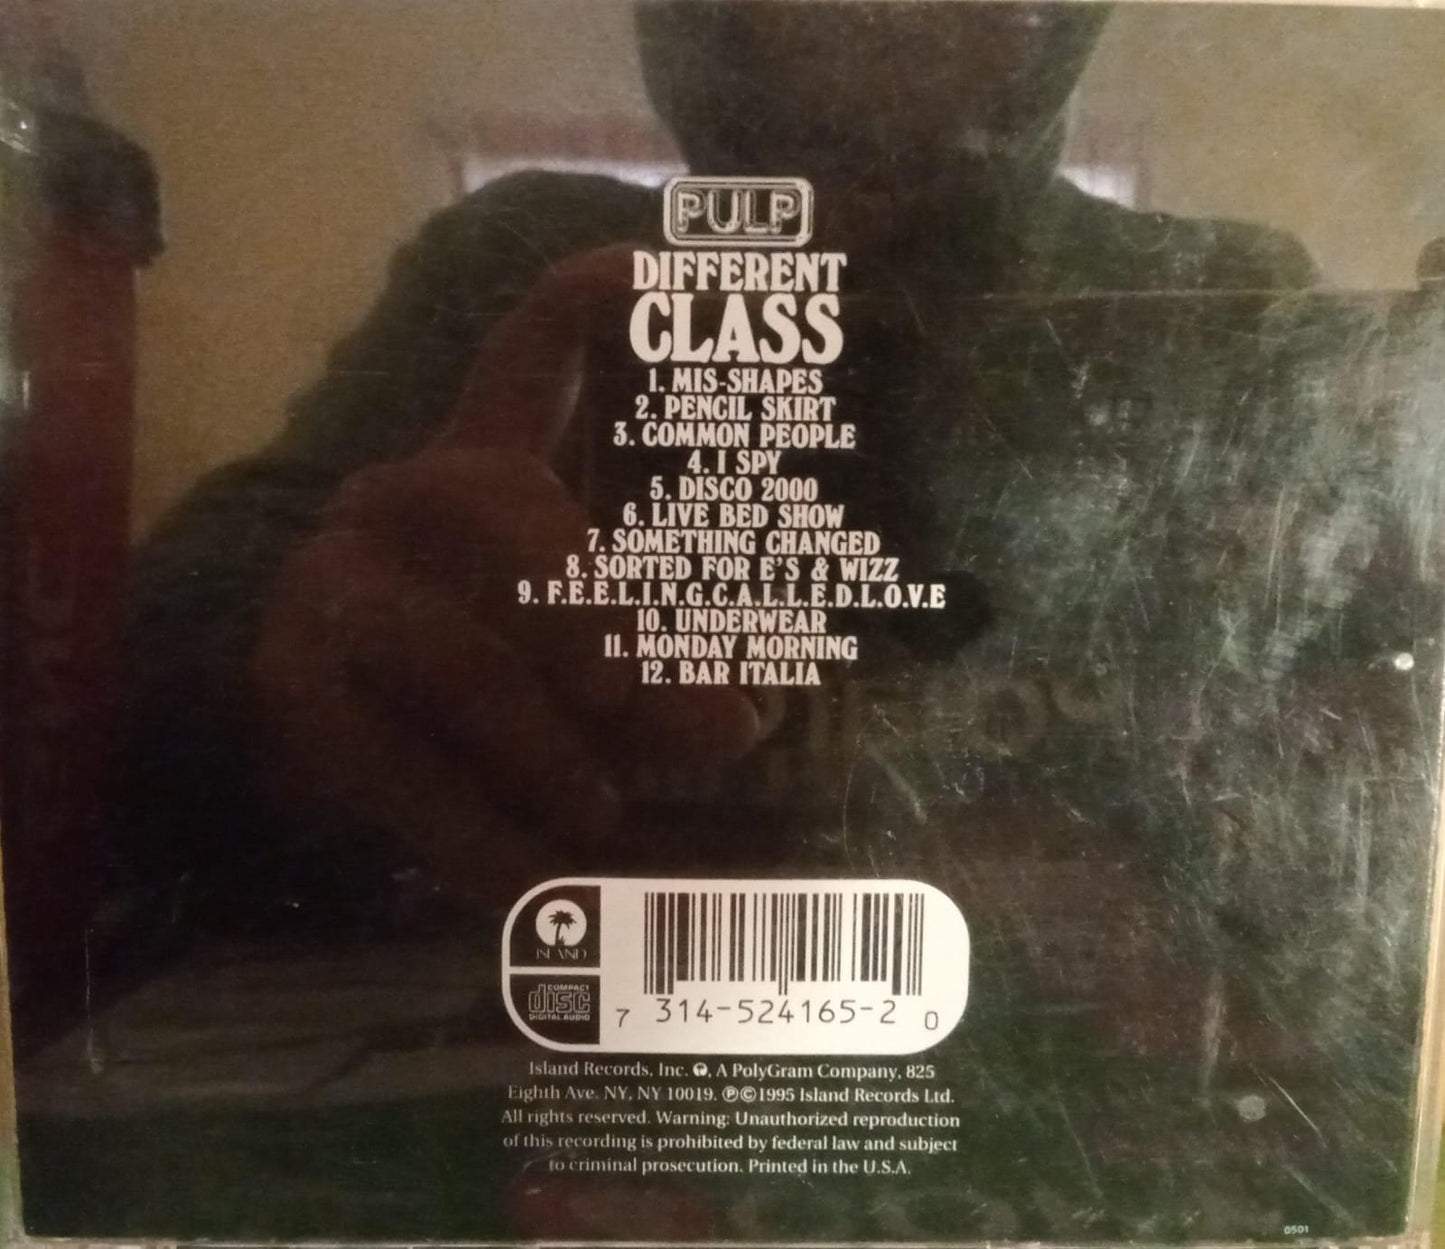 PULP
DIFFERENT
CLASS
1. MIS-SHAPES
2. PENCIL SKIRT
3. COMMON PEOPLE
4. I SPY
5. DISCO 2000
6. LIVE BED SHOW
7. SOMETHING CHANGED
8. SORTED FOR E'S & WIZZ
9. F.E.E.L.I.N.G.C.A.L.L.E.D.L.O.V.E
10. UNDERWEAR
11. MONDAY MORNING
12. BAR ITALIA
ISLAND
COMPACT
disc
DIGITAL AUDIO
7 314-524165-2 0
Island Records, Inc. , A PolyGram Company, 825
Eighth Ave. NY, NY 10019. ℗©1995 Island Records Ltd.
All rights reserved. Warning: Unauthorized reproduction
of this recording is prohibited by federal law and subject
to criminal prosecution. Printed in the U.S.A.
0501